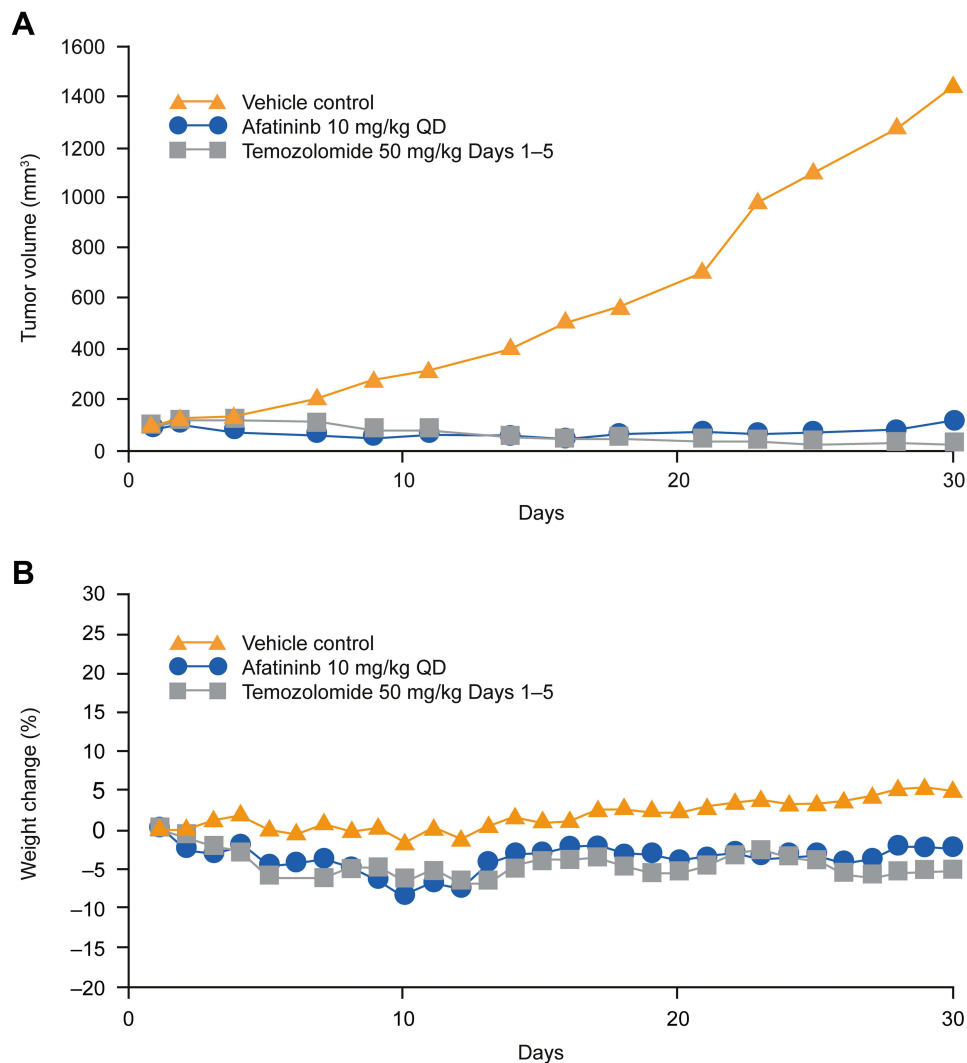 A
1600
1400
1200
1000
800
600
400
200
0
Tumor volume (mm³)
Vehicle control
Afatininb 10 mg/kg QD
Temozolomide 50 mg/kg Days 1–5
0 10 20 30
Days
B
30
25
20
15
10
5
0
–5
–10
–15
–20
Weight change (%)
Vehicle control
Afatininb 10 mg/kg QD
Temozolomide 50 mg/kg Days 1–5
0 10 20 30
Days